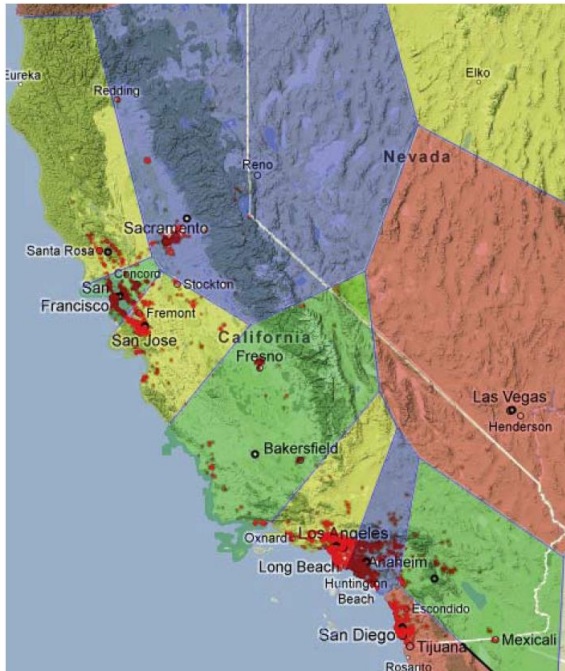 Eureka
Elko
Redding
Nevada
Reno
Sacramento
Santa Rosa
Concord
Stockton
San
Francisco
Fremont
California
San Jose
Fresno
Las Vegas
Henderson
Bakersfield
Oxnard
Los Angeles
Long Beach
Anaheim
Huntington
Beach
Escondido
San Diego
Tijuana
Mexicali
Rosarito